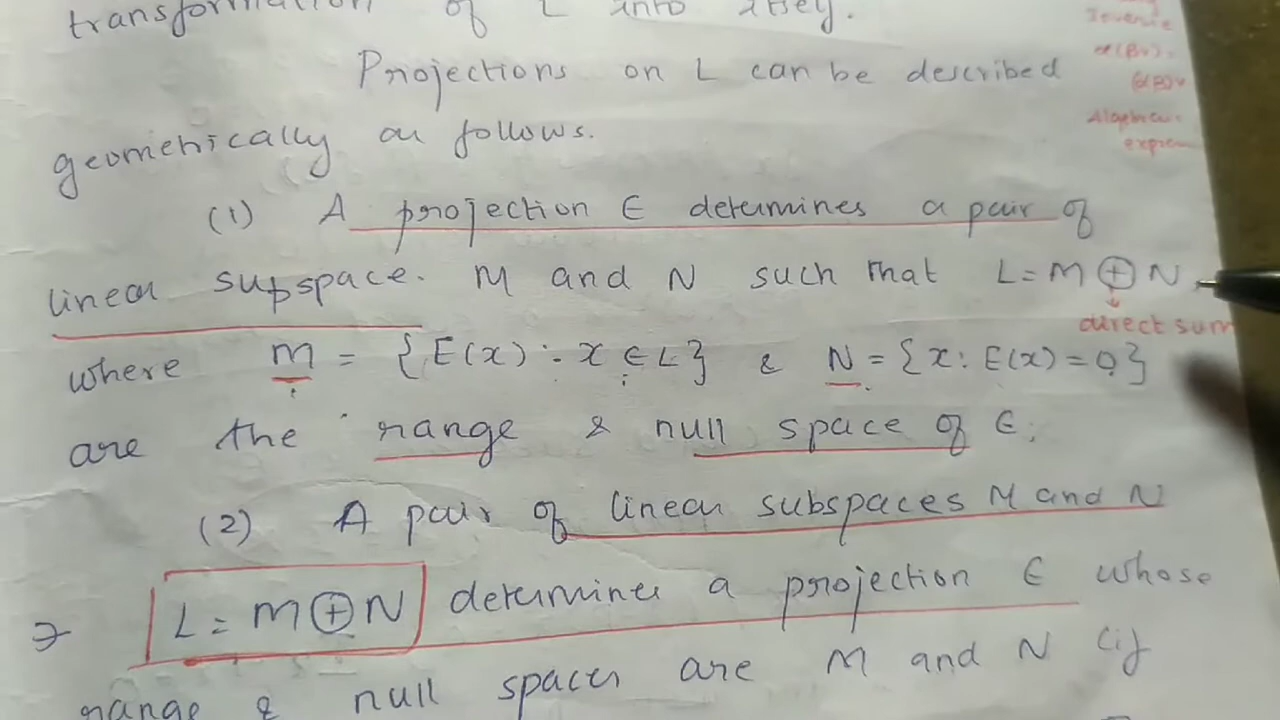 transformation of L into itself.
Projections on L can be described
geometrically as follows.
(1) A projection E determines a pair of
linear subspace. M and N such that L = M ⊕ N
direct sum
where M = {E(x) : x ∈ L} & N = {x : E(x) = 0}
are the range & null space of E.
(2) A pair of linear subspaces M and N
∋ L = M ⊕ N determines a projection E whose
range & null spaces are M and N (if